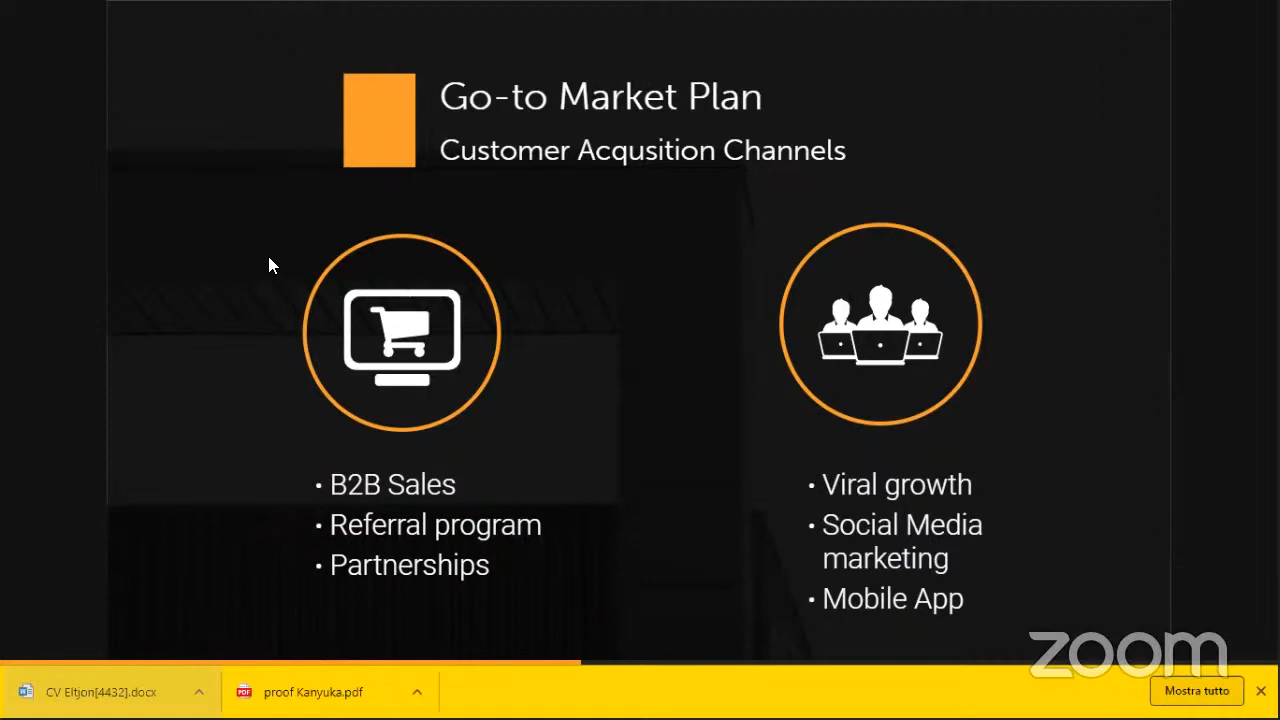 Go-to Market Plan
Customer Acqusition Channels
• B2B Sales
• Referral program
• Partnerships
• Viral growth
• Social Media
marketing
• Mobile App
zoom
CV Eltjon[4432].docx
PDF
proof Kanyuka.pdf
Mostra tutto